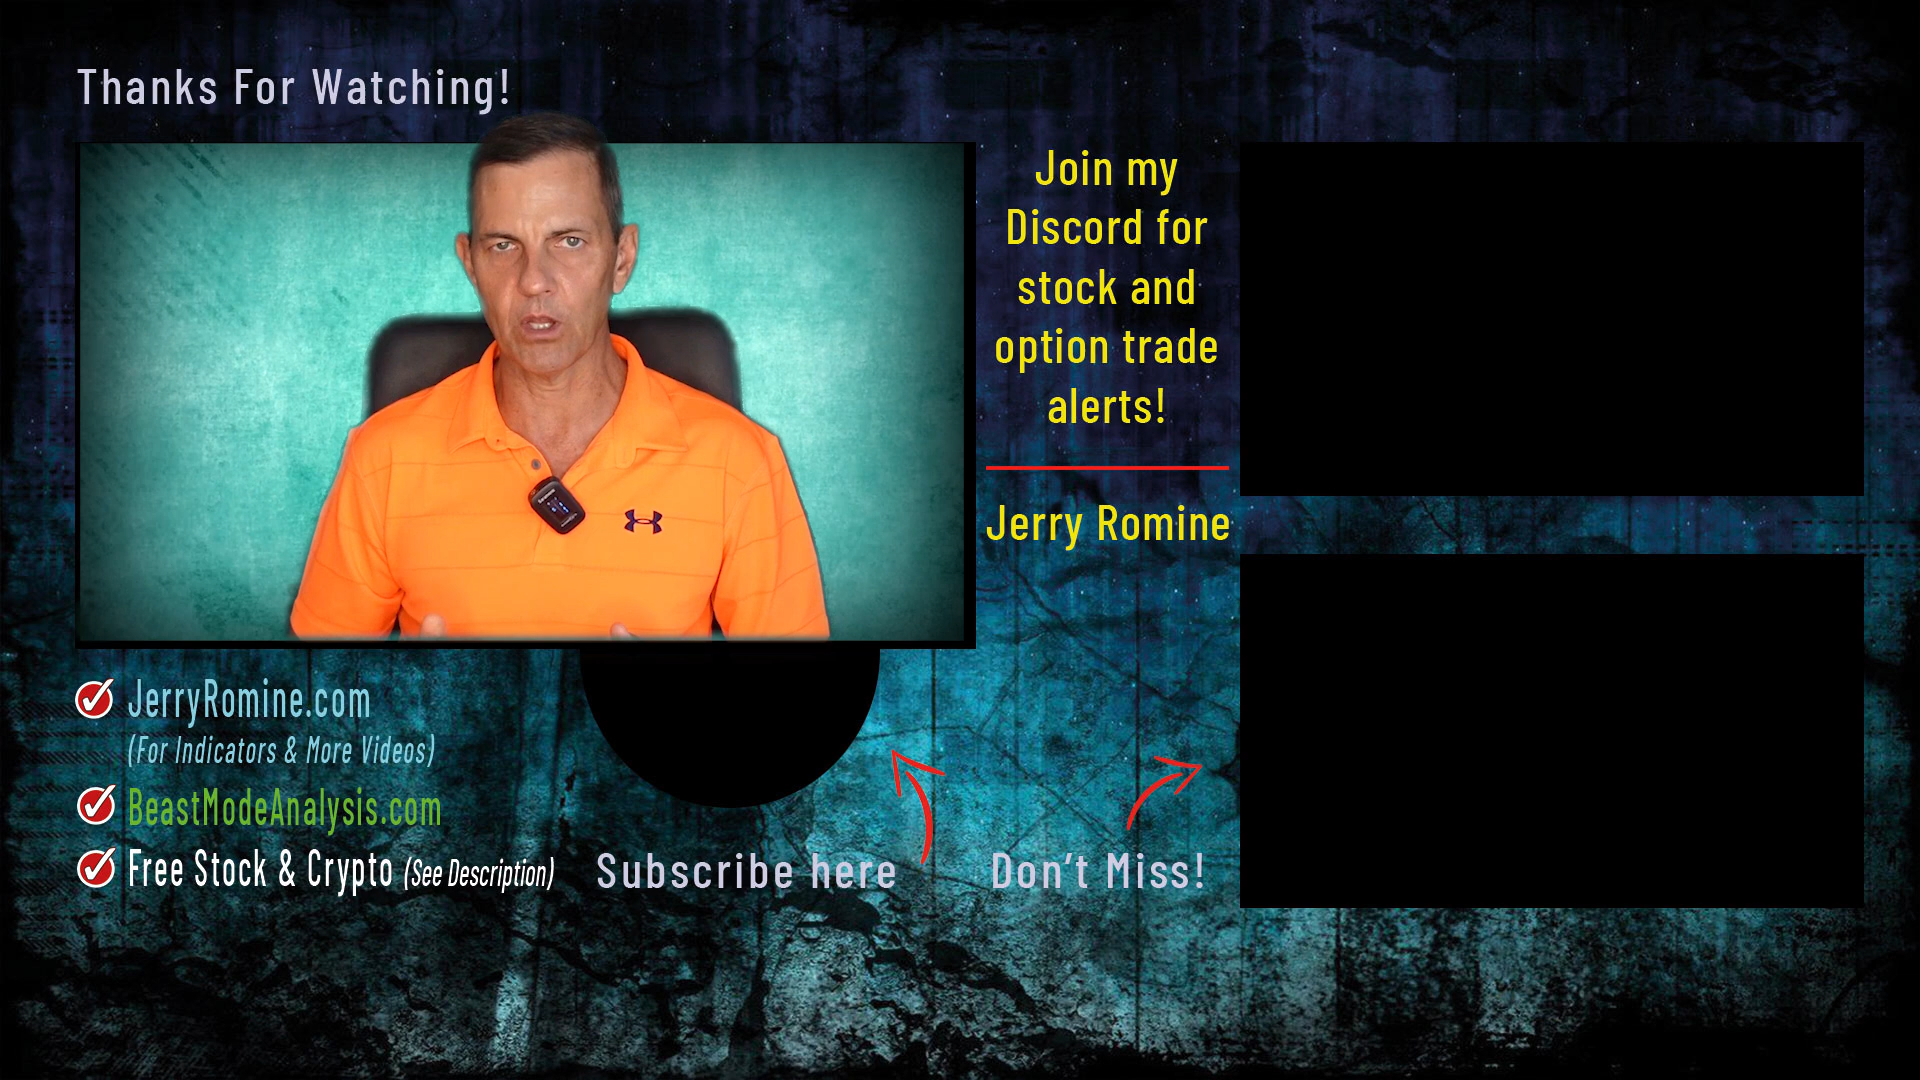 Thanks For Watching!
Join my
Discord for
stock and
option trade
alerts!
Jerry Romine
JerryRomine.com
(For Indicators & More Videos)
BeastModeAnalysis.com
Free Stock & Crypto (See Description)
Subscribe here
Don't Miss!